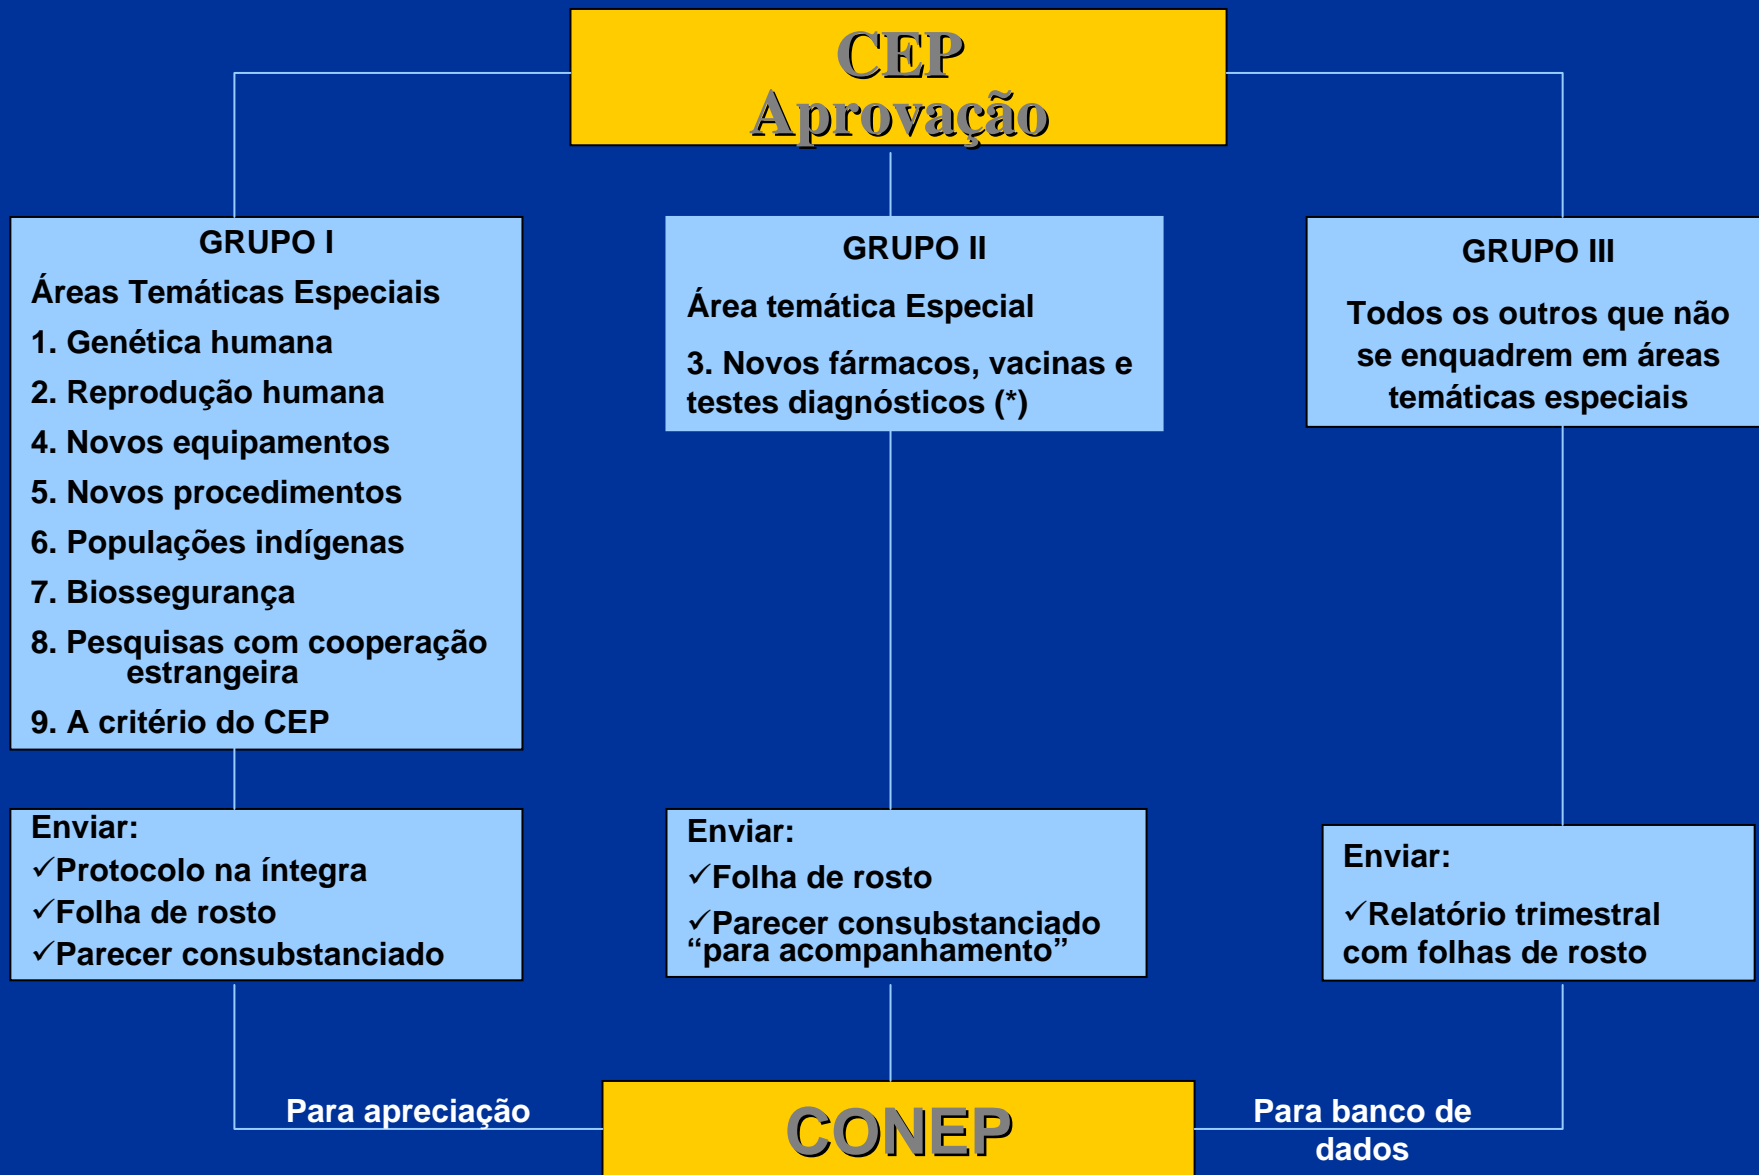 CEP
Aprovação
GRUPO I
Áreas Temáticas Especiais
1. Genética humana
2. Reprodução humana
4. Novos equipamentos
5. Novos procedimentos
6. Populações indígenas
7. Biossegurança
8. Pesquisas com cooperação
estrangeira
9. A critério do CEP
GRUPO II
Área temática Especial
3. Novos fármacos, vacinas e
testes diagnósticos (*)
GRUPO III
Todos os outros que não
se enquadrem em áreas
temáticas especiais
Enviar:
✓Protocolo na íntegra
✓Folha de rosto
✓Parecer consubstanciado
Enviar:
✓Folha de rosto
✓Parecer consubstanciado
“para acompanhamento”
Enviar:
✓Relatório trimestral
com folhas de rosto
Para apreciação
CONEP
Para banco de
dados